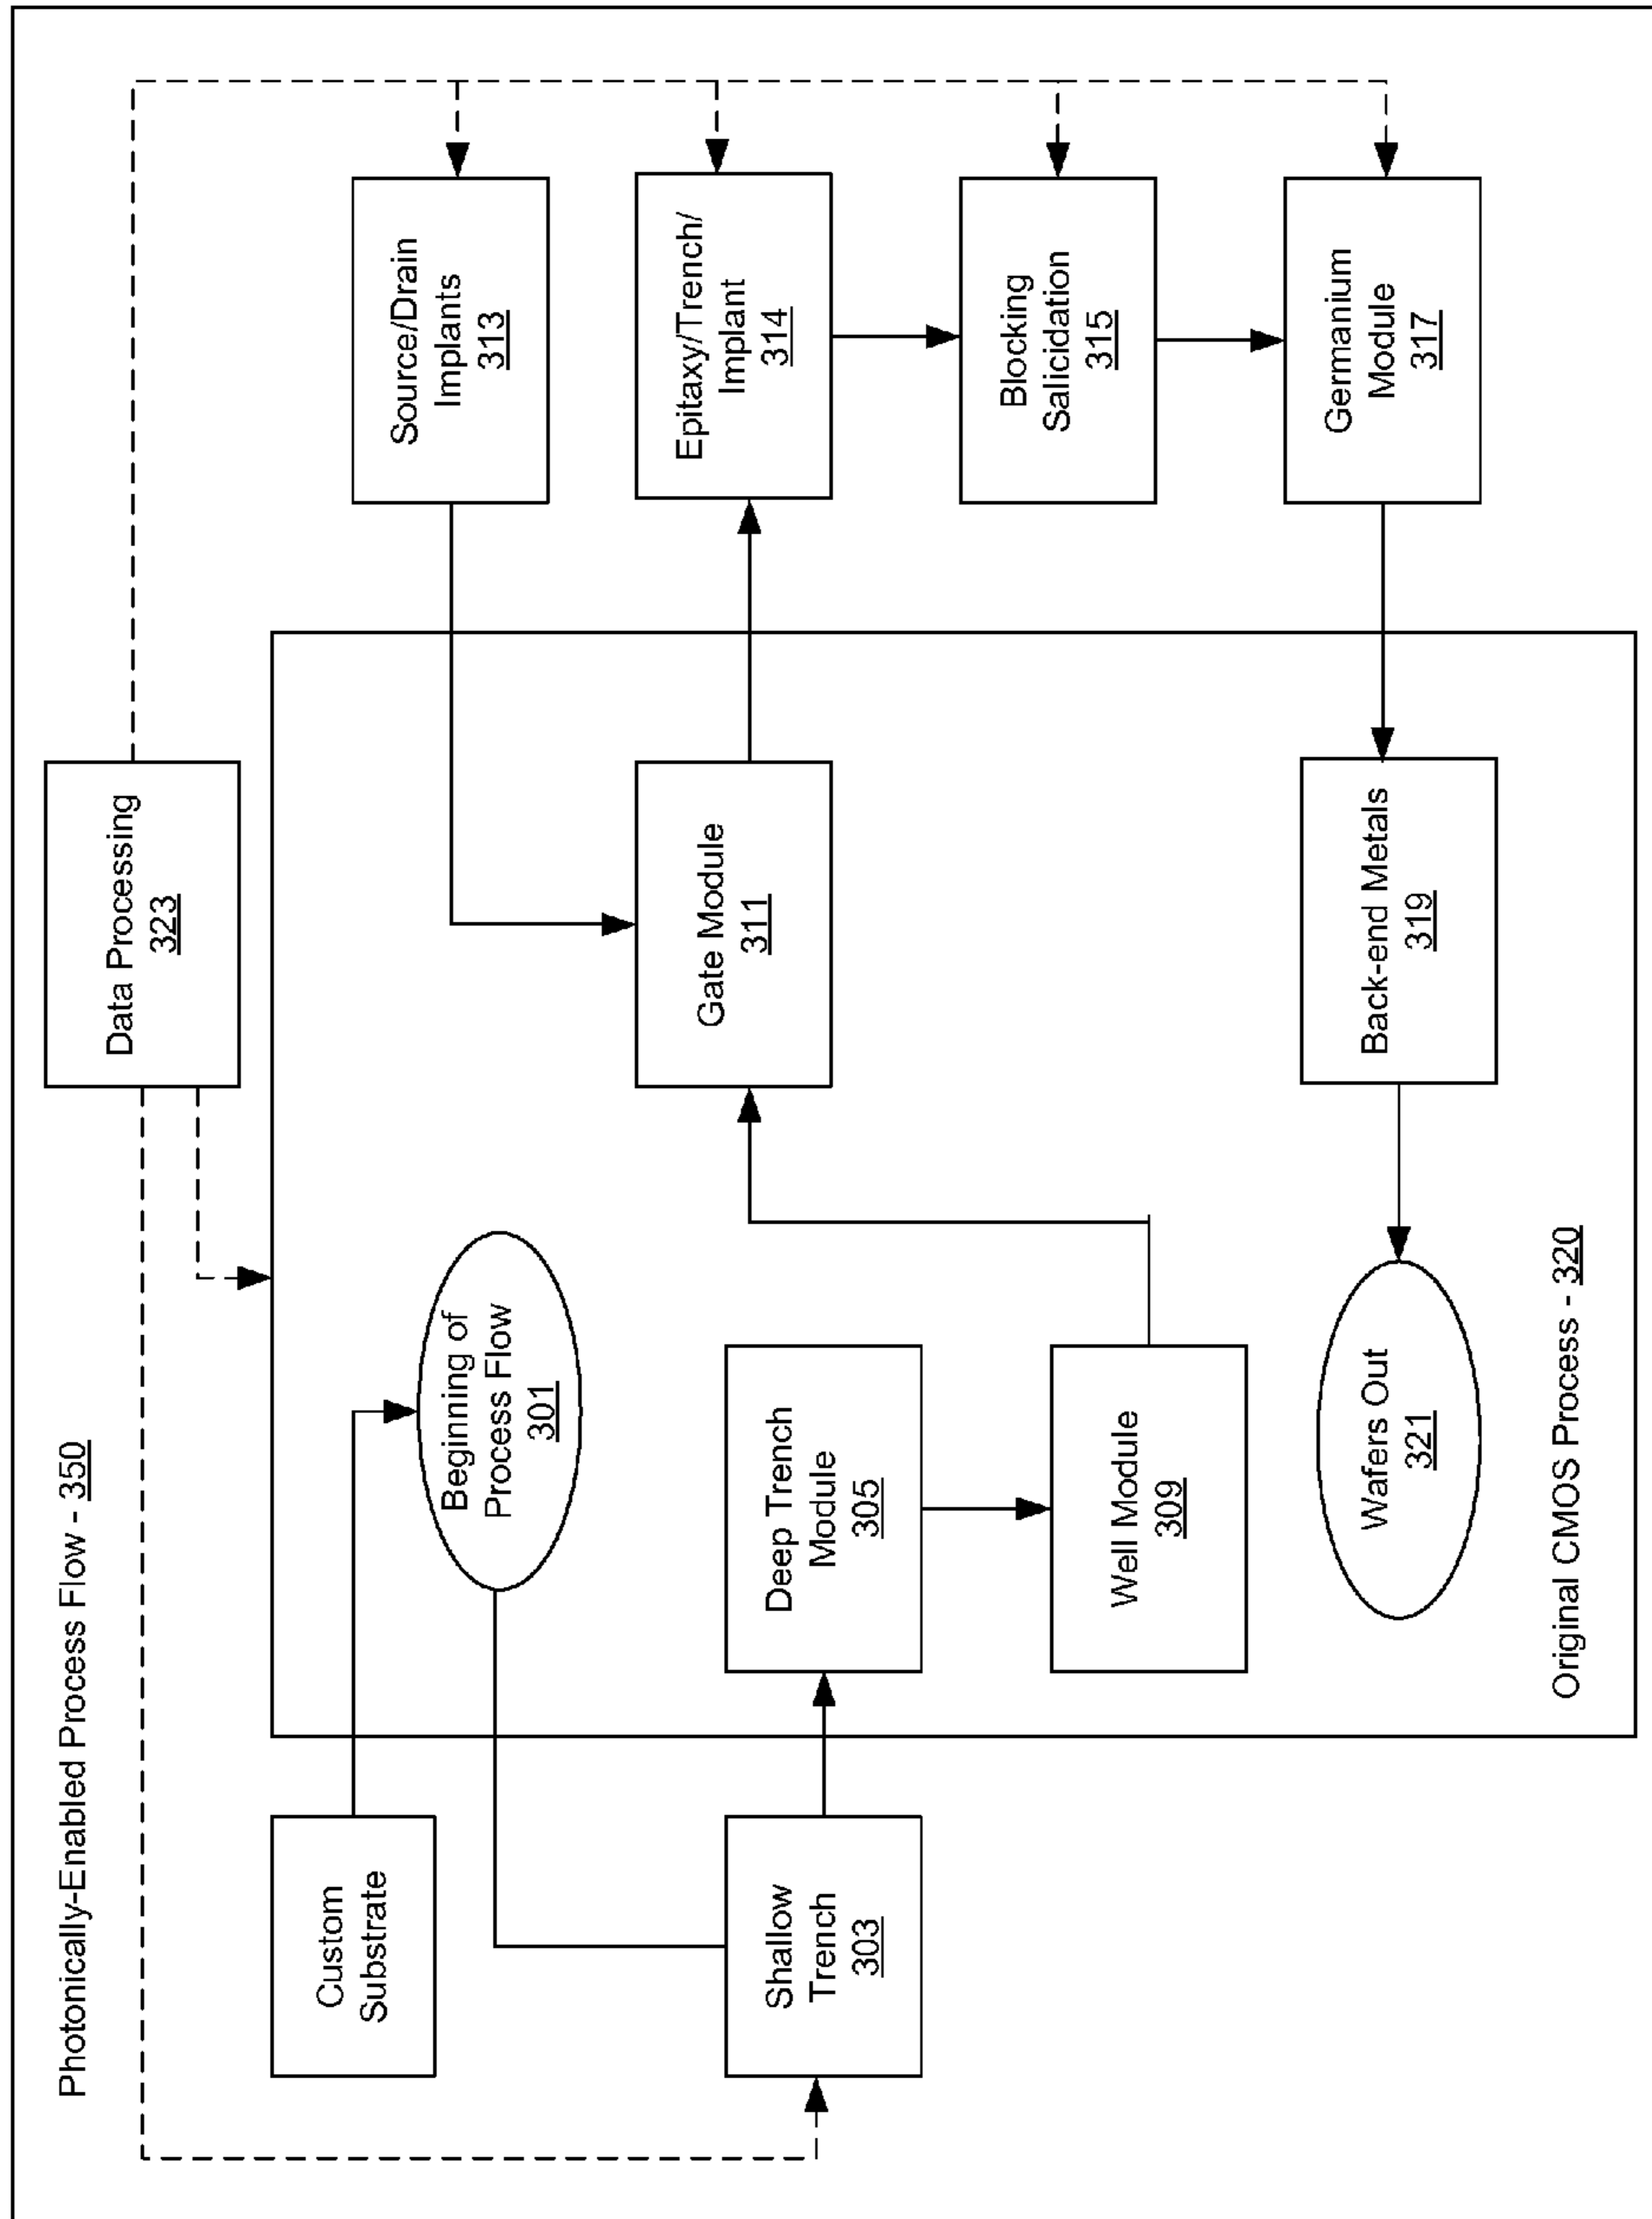 Photonically-Enabled Process Flow - 350
Data Processing
323
Custom
Substrate
Beginning of
Process Flow
301
Source/Drain
Implants
313
Shallow
Trench
303
Deep Trench
Module
305
Gate Module
311
Epitaxy/Trench/
Implant
314
Well Module
309
Blocking
Salicidation
315
Wafers Out
321
Back-end Metals
319
Germanium
Module
317
Original CMOS Process - 320